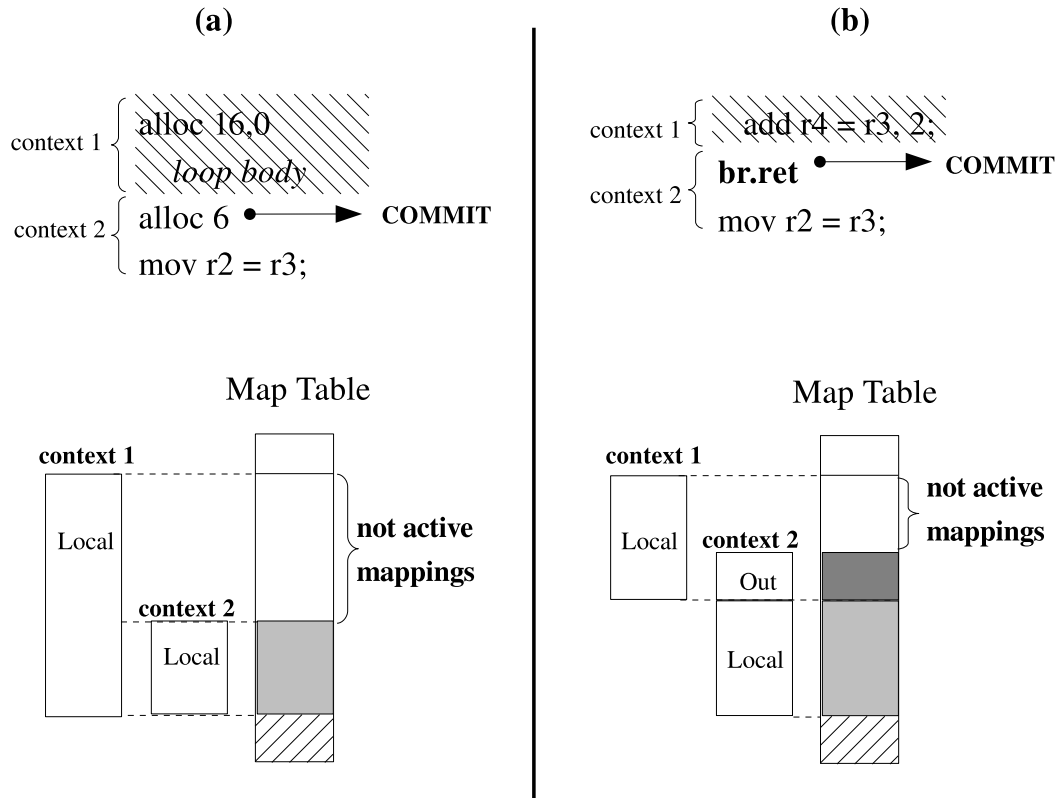 (a)
context 1
alloc 16,0
loop body
context 2
alloc 6
COMMIT
mov r2 = r3;
Map Table
context 1
Local
not active
mappings
context 2
Local
(b)
context 1
add r4 = r3, 2;
context 2
br.ret
COMMIT
mov r2 = r3;
Map Table
context 1
Local
not active
mappings
context 2
Out
Local